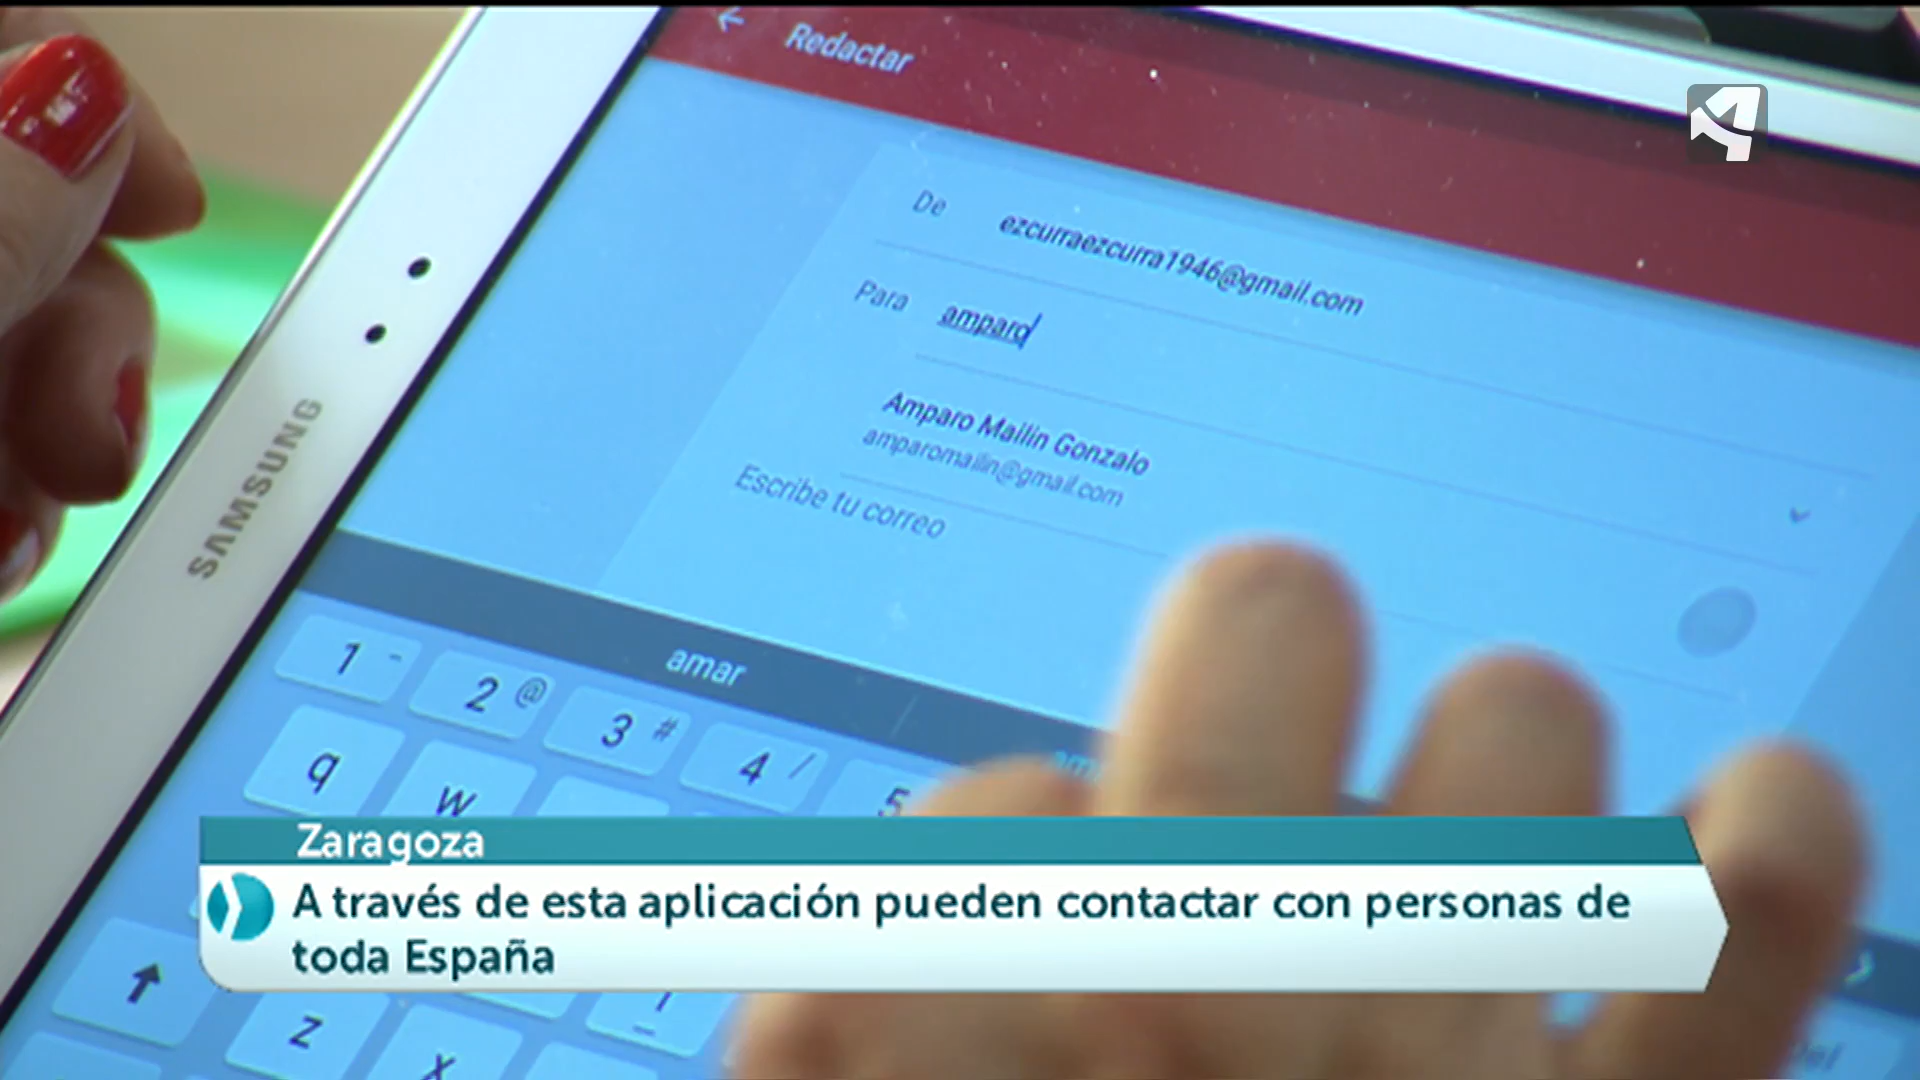 Redactar
De ezcurraezcurra1946@gmail.com
Para amparo
Amparo Mailin Gonzalo
amparomailin@gmail.com
Escribe tu correo
SAMSUNG
amar
1 - 2 @ 3 # 4 / 5
q w
z x
Zaragoza
A través de esta aplicación pueden contactar con personas de
toda España